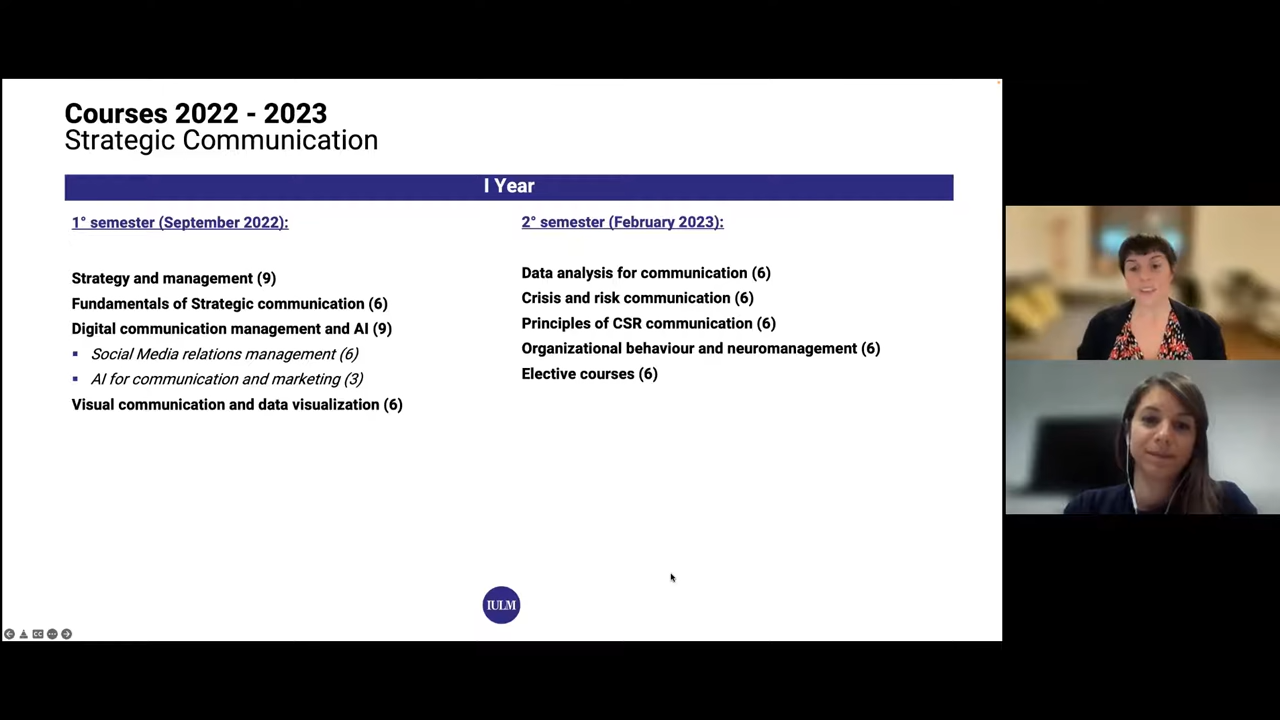 Courses 2022 - 2023
Strategic Communication
I Year
1° semester (September 2022):
Strategy and management (9)
Fundamentals of Strategic communication (6)
Digital communication management and AI (9)
▪ Social Media relations management (6)
▪ AI for communication and marketing (3)
Visual communication and data visualization (6)
2° semester (February 2023):
Data analysis for communication (6)
Crisis and risk communication (6)
Principles of CSR communication (6)
Organizational behaviour and neuromanagement (6)
Elective courses (6)
IULM
CC